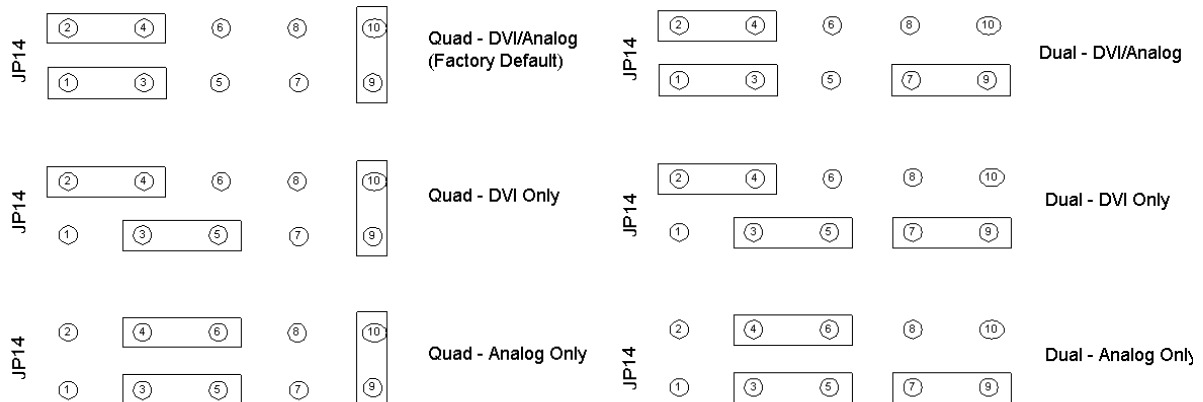 JP14
2 4 6 8 10
1 3 5 7 9
Quad - DVI/Analog
(Factory Default)
JP14
2 4 6 8 10
1 3 5 7 9
Dual - DVI/Analog
JP14
2 4 6 8 10
1 3 5 7 9
Quad - DVI Only
JP14
2 4 6 8 10
1 3 5 7 9
Dual - DVI Only
JP14
2 4 6 8 10
1 3 5 7 9
Quad - Analog Only
JP14
2 4 6 8 10
1 3 5 7 9
Dual - Analog Only